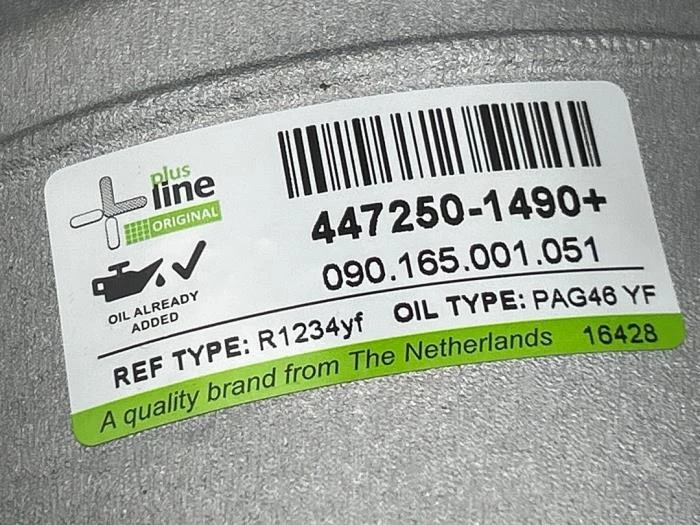 plus
line
ORIGINAL
OIL ALREADY
ADDED
447250-1490+
090.165.001.051
REF TYPE: R1234yf OIL TYPE: PAG46 YF
A quality brand from The Netherlands 16428